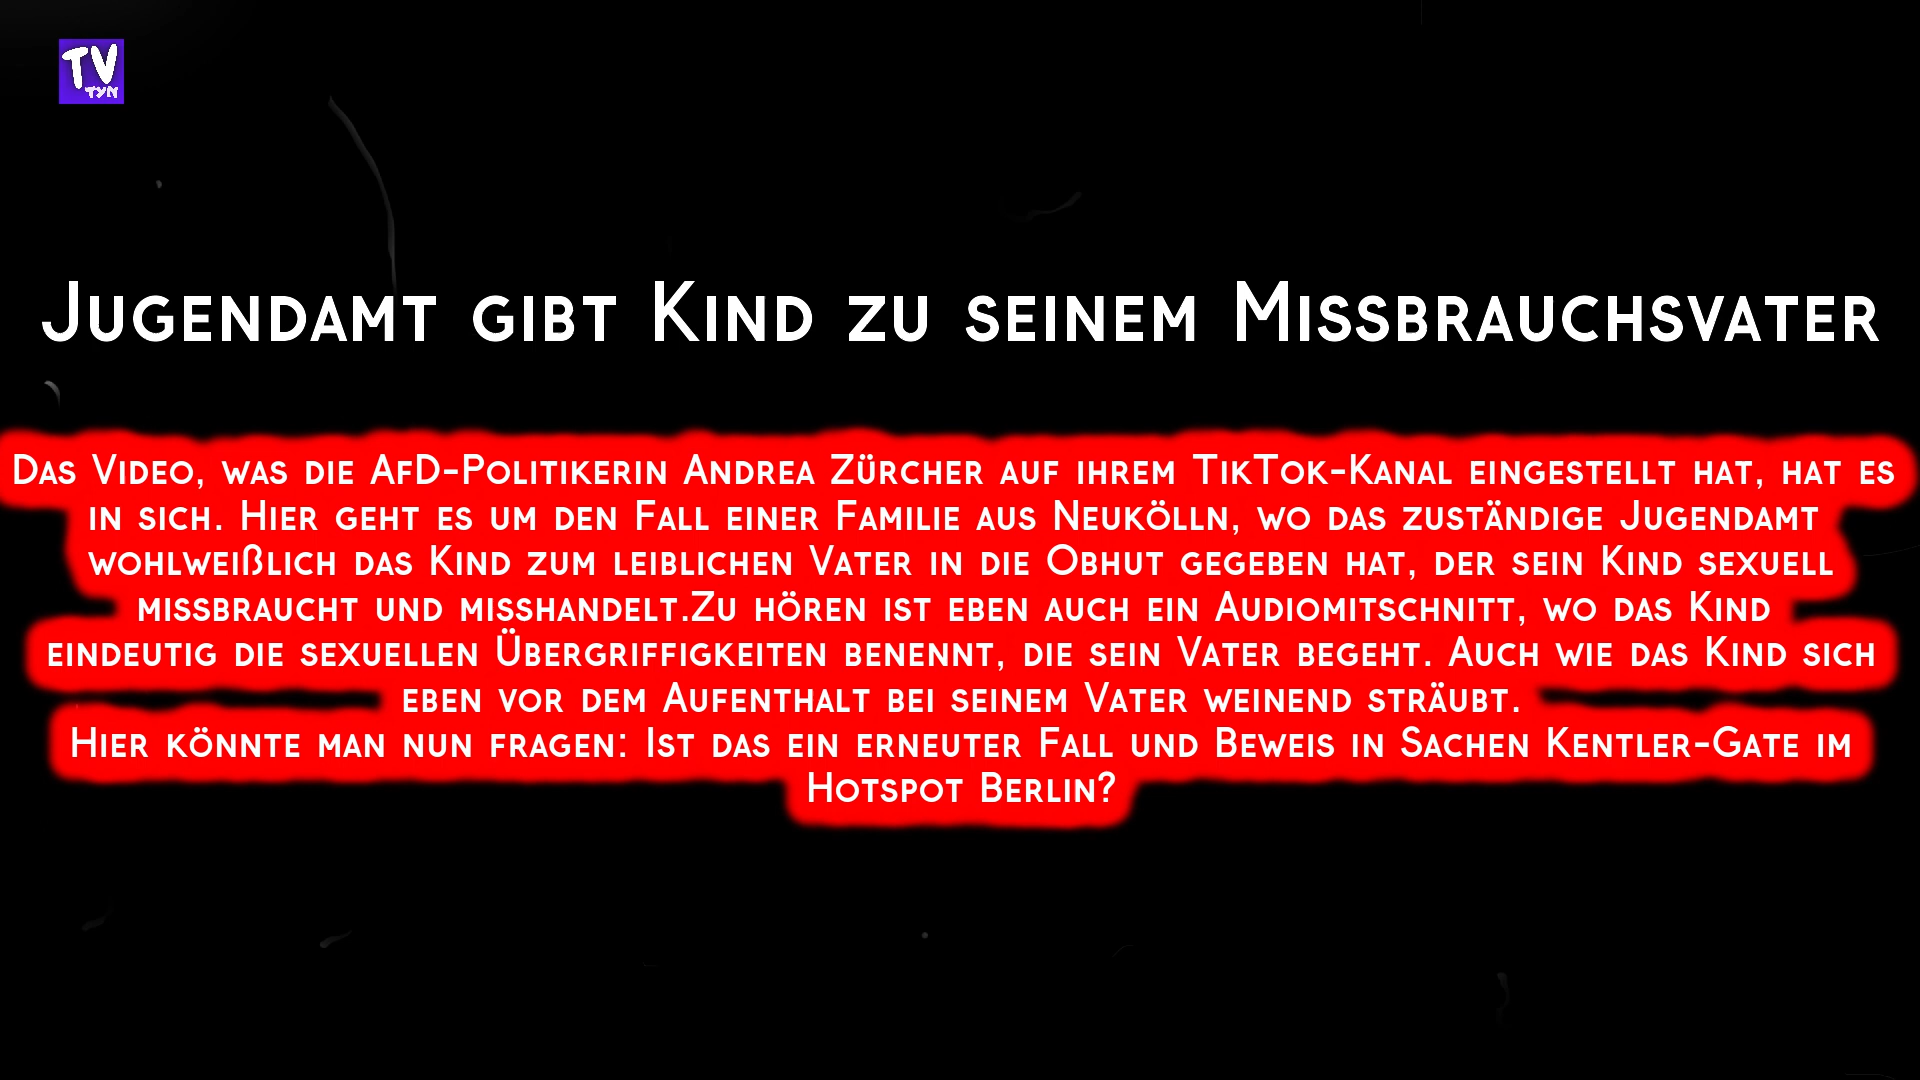 TV
TYN
Jugendamt gibt Kind zu seinem Missbrauchsvater
Das Video, was die AfD-Politikerin Andrea Zürcher auf ihrem TikTok-Kanal eingestellt hat, hat es
in sich. Hier geht es um den Fall einer Familie aus Neukölln, wo das zuständige Jugendamt
wohlweißlich das Kind zum leiblichen Vater in die Obhut gegeben hat, der sein Kind sexuell
missbraucht und misshandelt.Zu hören ist eben auch ein Audiomitschnitt, wo das Kind
eindeutig die sexuellen Übergriffigkeiten benennt, die sein Vater begeht. Auch wie das Kind sich
eben vor dem Aufenthalt bei seinem Vater weinend sträubt.
Hier könnte man nun fragen: Ist das ein erneuter Fall und Beweis in Sachen Kentler-Gate im
Hotspot Berlin?